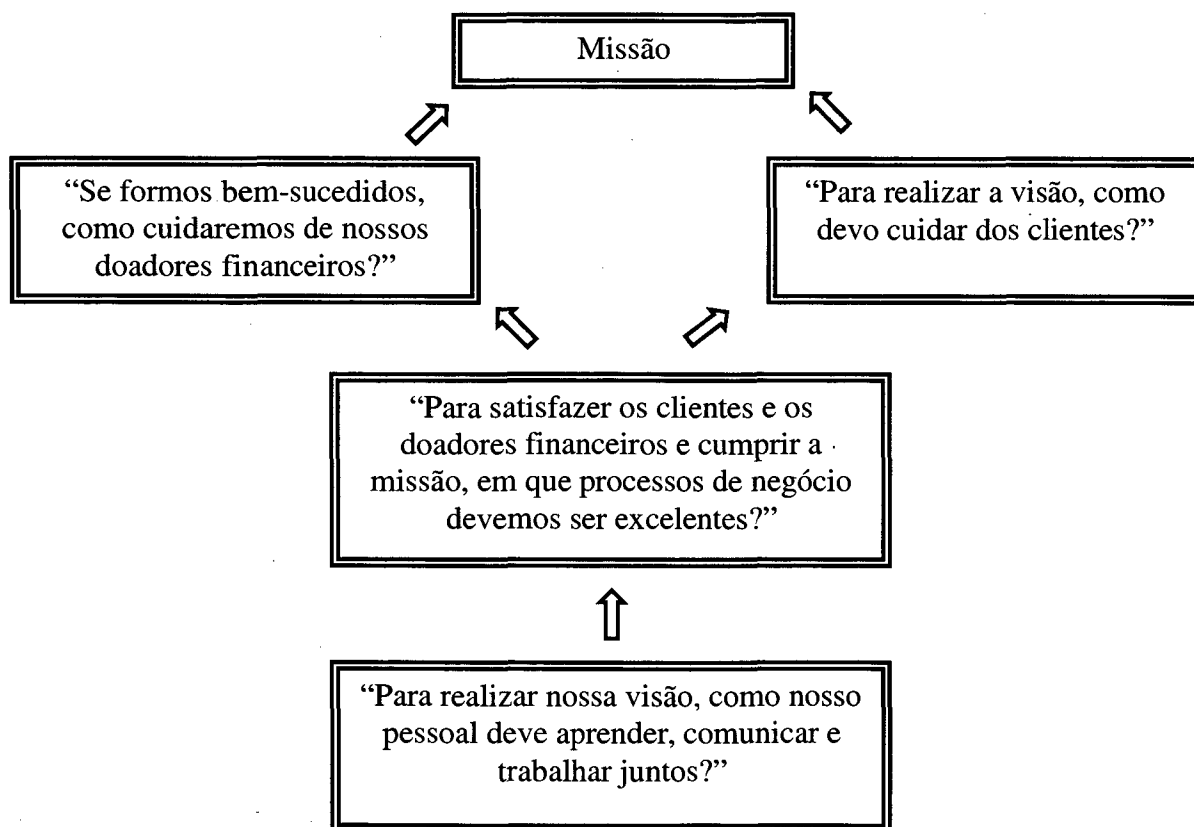 Missão
“Se formos bem-sucedidos,
como cuidaremos de nossos
doadores financeiros?”
“Para realizar a visão, como
devo cuidar dos clientes?”
“Para satisfazer os clientes e os
doadores financeiros e cumprir a
missão, em que processos de negócio
devemos ser excelentes?”
“Para realizar nossa visão, como nosso
pessoal deve aprender, comunicar e
trabalhar juntos?”